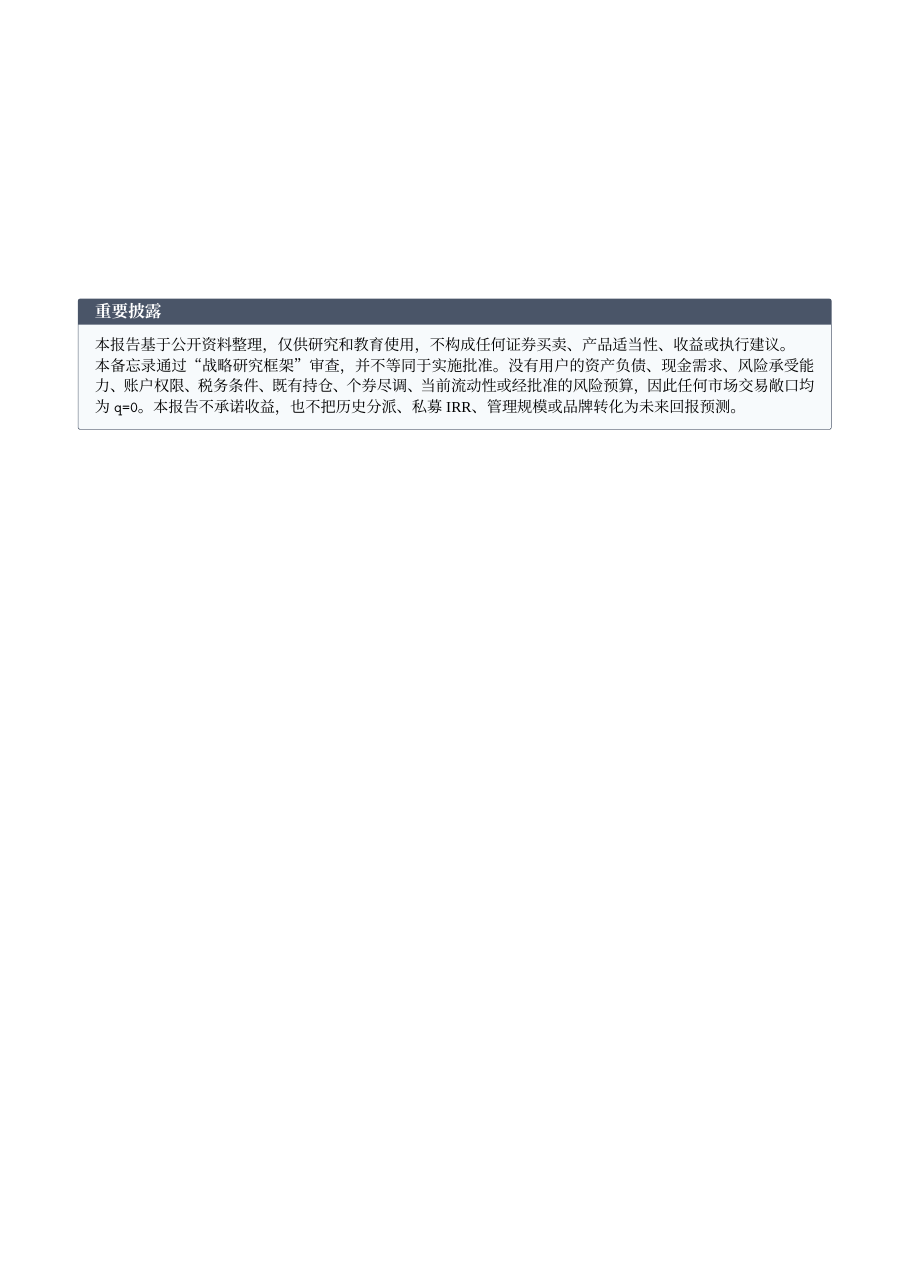 重要披露
本报告基于公开资料整理，仅供研究和教育使用，不构成任何证券买卖、产品适当性、收益或执行建议。
本备忘录通过“战略研究框架”审查，并不等同于实施批准。没有用户的资产负债、现金需求、风险承受能
力、账户权限、税务条件、既有持仓、个券尽调、当前流动性或经批准的风险预算，因此任何市场交易敞口均
为 q=0。本报告不承诺收益，也不把历史分派、私募 IRR、管理规模或品牌转化为未来回报预测。